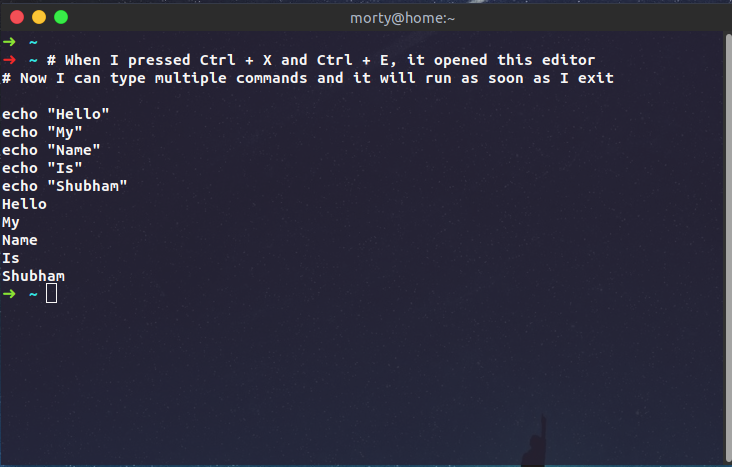 morty@home:~
➜ ~
➜ ~ # When I pressed Ctrl + X and Ctrl + E, it opened this editor
# Now I can type multiple commands and it will run as soon as I exit
echo "Hello"
echo "My"
echo "Name"
echo "Is"
echo "Shubham"
Hello
My
Name
Is
Shubham
➜ ~